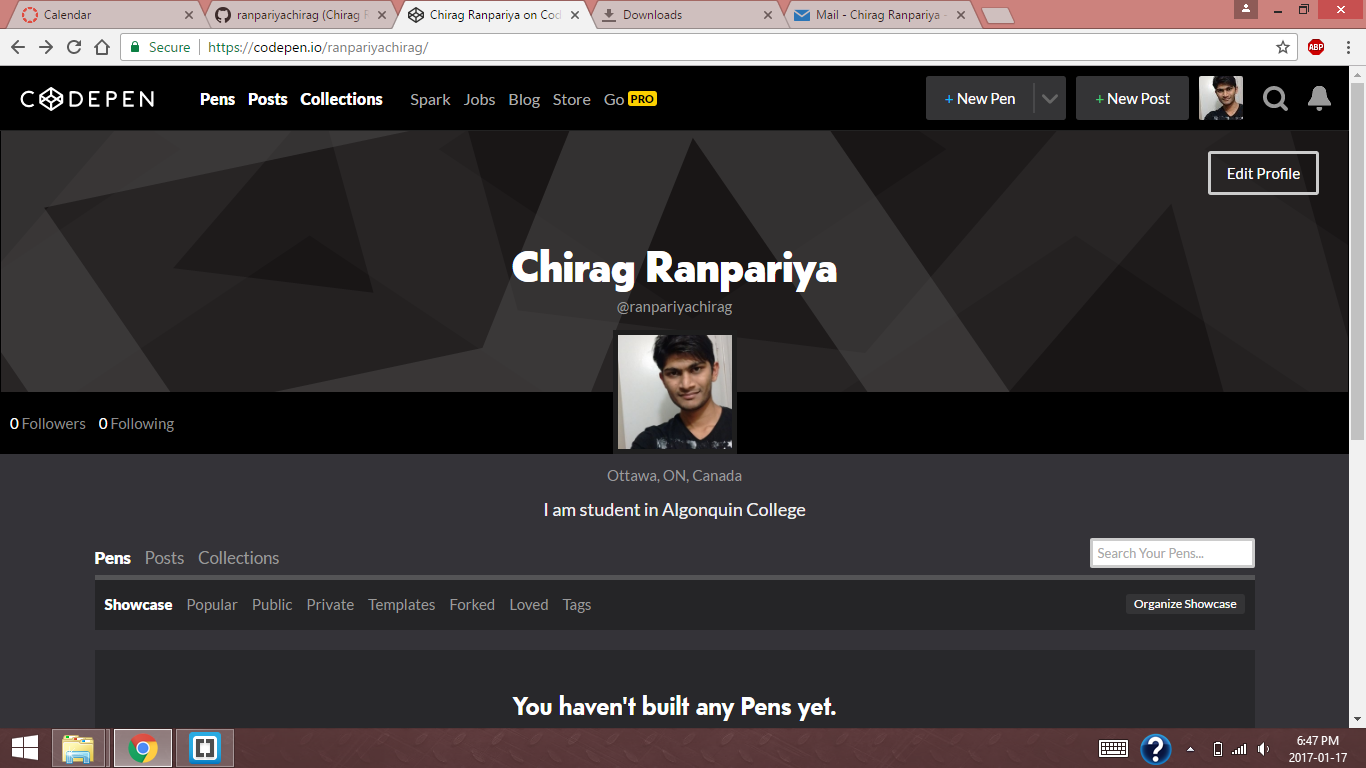 Calendar
ranpariyachirag (Chirag R
Chirag Ranpariya on Cod
Downloads
Mail - Chirag Ranpariya -
Secure https://codepen.io/ranpariyachirag/
ABP
CODEPEN Pens Posts Collections Spark Jobs Blog Store Go PRO + New Pen + New Post
Edit Profile
Chirag Ranpariya
@ranpariyachirag
0 Followers 0 Following
Ottawa, ON, Canada
I am student in Algonquin College
Pens Posts Collections Search Your Pens...
Showcase Popular Public Private Templates Forked Loved Tags Organize Showcase
You haven't built any Pens yet.
6:47 PM
2017-01-17